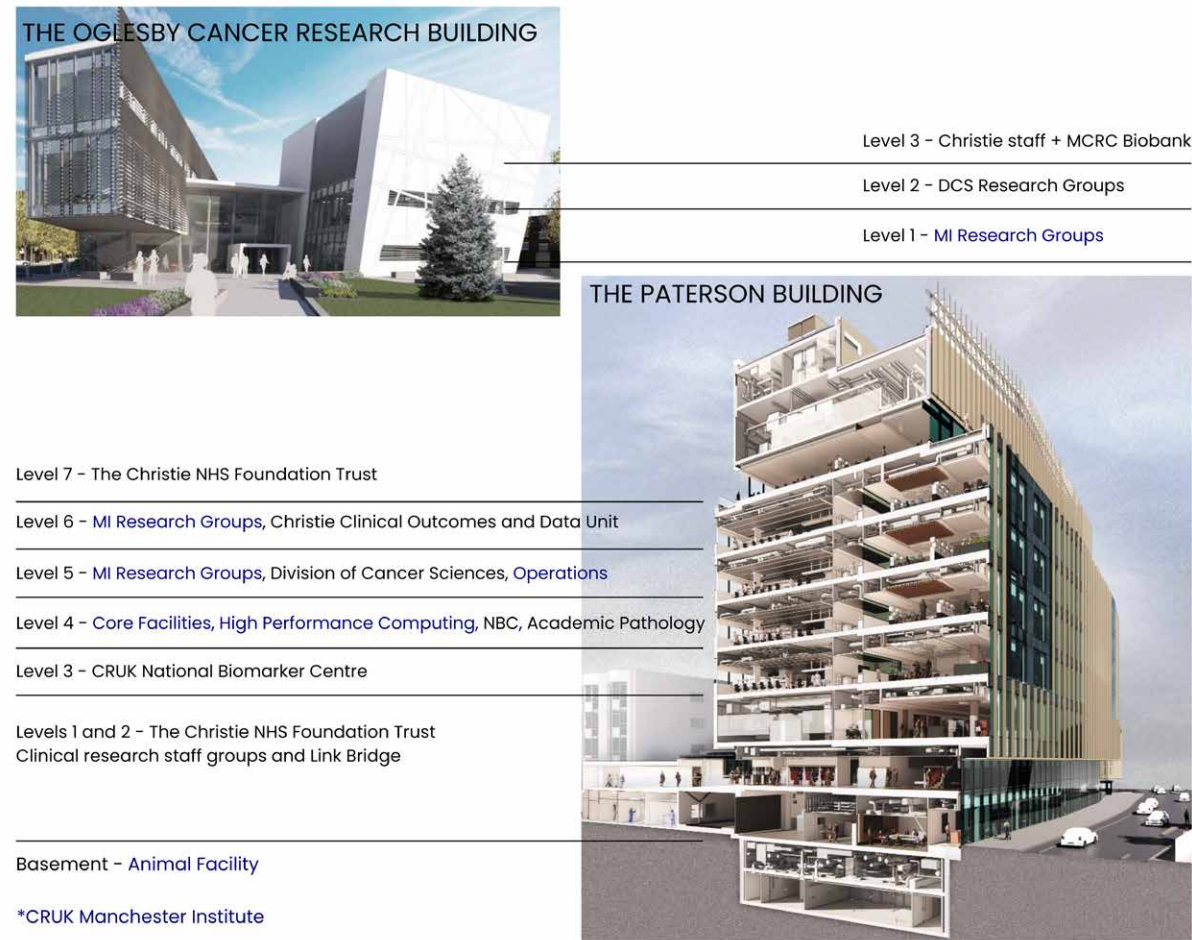 THE OGLESBY CANCER RESEARCH BUILDING
Level 3 - Christie staff + MCRC Biobank
Level 2 - DCS Research Groups
Level 1 - MI Research Groups
THE PATERSON BUILDING
Level 7 - The Christie NHS Foundation Trust
Level 6 - MI Research Groups, Christie Clinical Outcomes and Data Unit
Level 5 - MI Research Groups, Division of Cancer Sciences, Operations
Level 4 - Core Facilities, High Performance Computing, NBC, Academic Pathology
Level 3 - CRUK National Biomarker Centre
Levels 1 and 2 - The Christie NHS Foundation Trust
Clinical research staff groups and Link Bridge
Basement - Animal Facility
*CRUK Manchester Institute